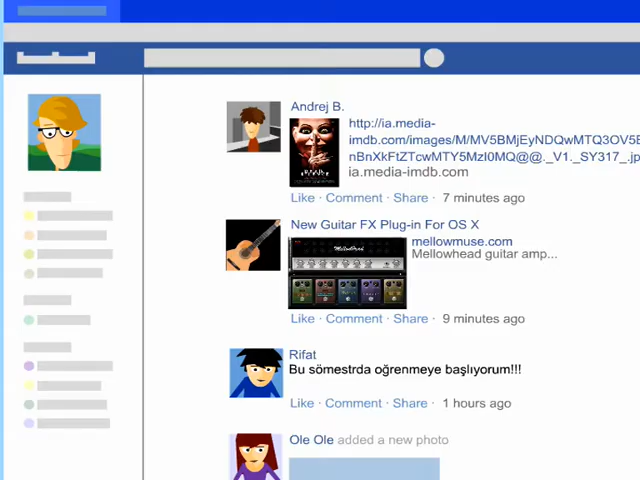 Andrej B.
http://ia.media-
imdb.com/images/M/MV5BMjEyNDQwMTQ3OV5B
nBnXkFtZTcwMTY5MzI0MQ@@._V1._SY317_.jp
ia.media-imdb.com
Like · Comment · Share · 7 minutes ago
New Guitar FX Plug-in For OS X
mellowmuse.com
Mellowhead guitar amp...
Like · Comment · Share · 9 minutes ago
Rifat
Bu sömestrda oğrenmeye başlıyorum!!!
Like · Comment · Share · 1 hours ago
Ole Ole added a new photo